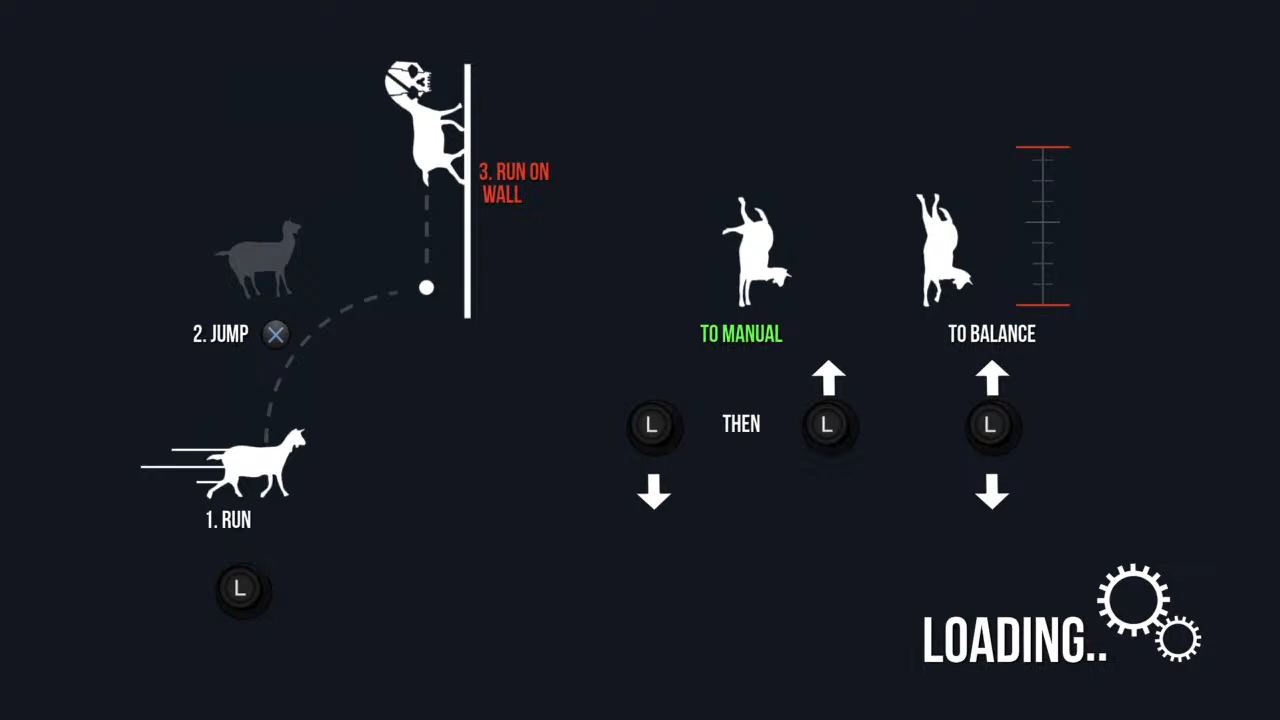 3. RUN ON
WALL
2. JUMP
TO MANUAL
TO BALANCE
L
THEN
L
L
1. RUN
L
LOADING..